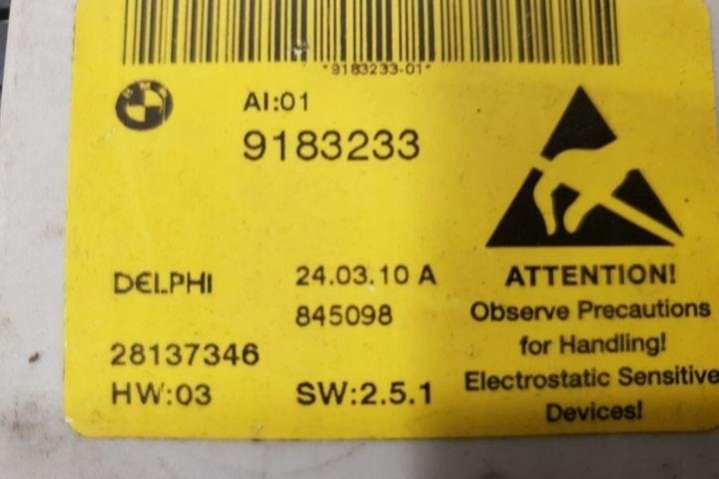 *9183233-01*
BMW
AI:01
9183233
DELPHI
24.03.10 A
845098
28137346
HW:03
SW:2.5.1
ATTENTION!
Observe Precautions
for Handling!
Electrostatic Sensitive
Devices!